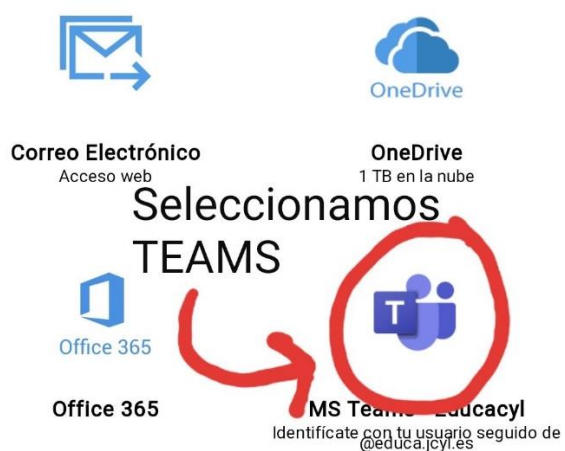 OneDrive
Correo Electrónico
Acceso web
OneDrive
1 TB en la nube
Seleccionamos
TEAMS
T
Office 365
Office 365
MS Teams - Educacyl
Identifícate con tu usuario seguido de
@educa.jcyl.es